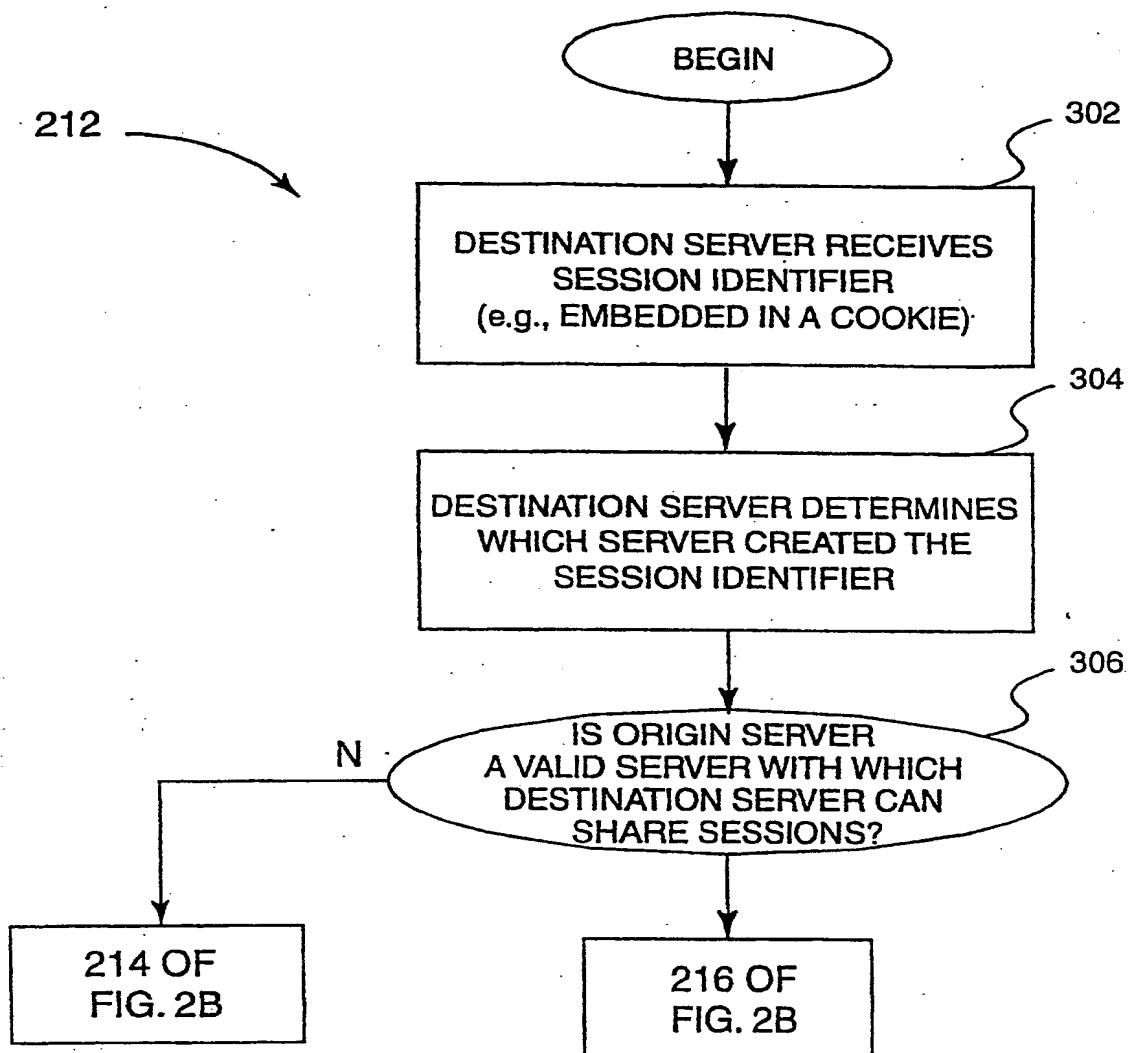 BEGIN
212
302
DESTINATION SERVER RECEIVES
SESSION IDENTIFIER
(e.g., EMBEDDED IN A COOKIE)
304
DESTINATION SERVER DETERMINES
WHICH SERVER CREATED THE
SESSION IDENTIFIER
306
IS ORIGIN SERVER
A VALID SERVER WITH WHICH
DESTINATION SERVER CAN
SHARE SESSIONS?
N
214 OF
FIG. 2B
216 OF
FIG. 2B